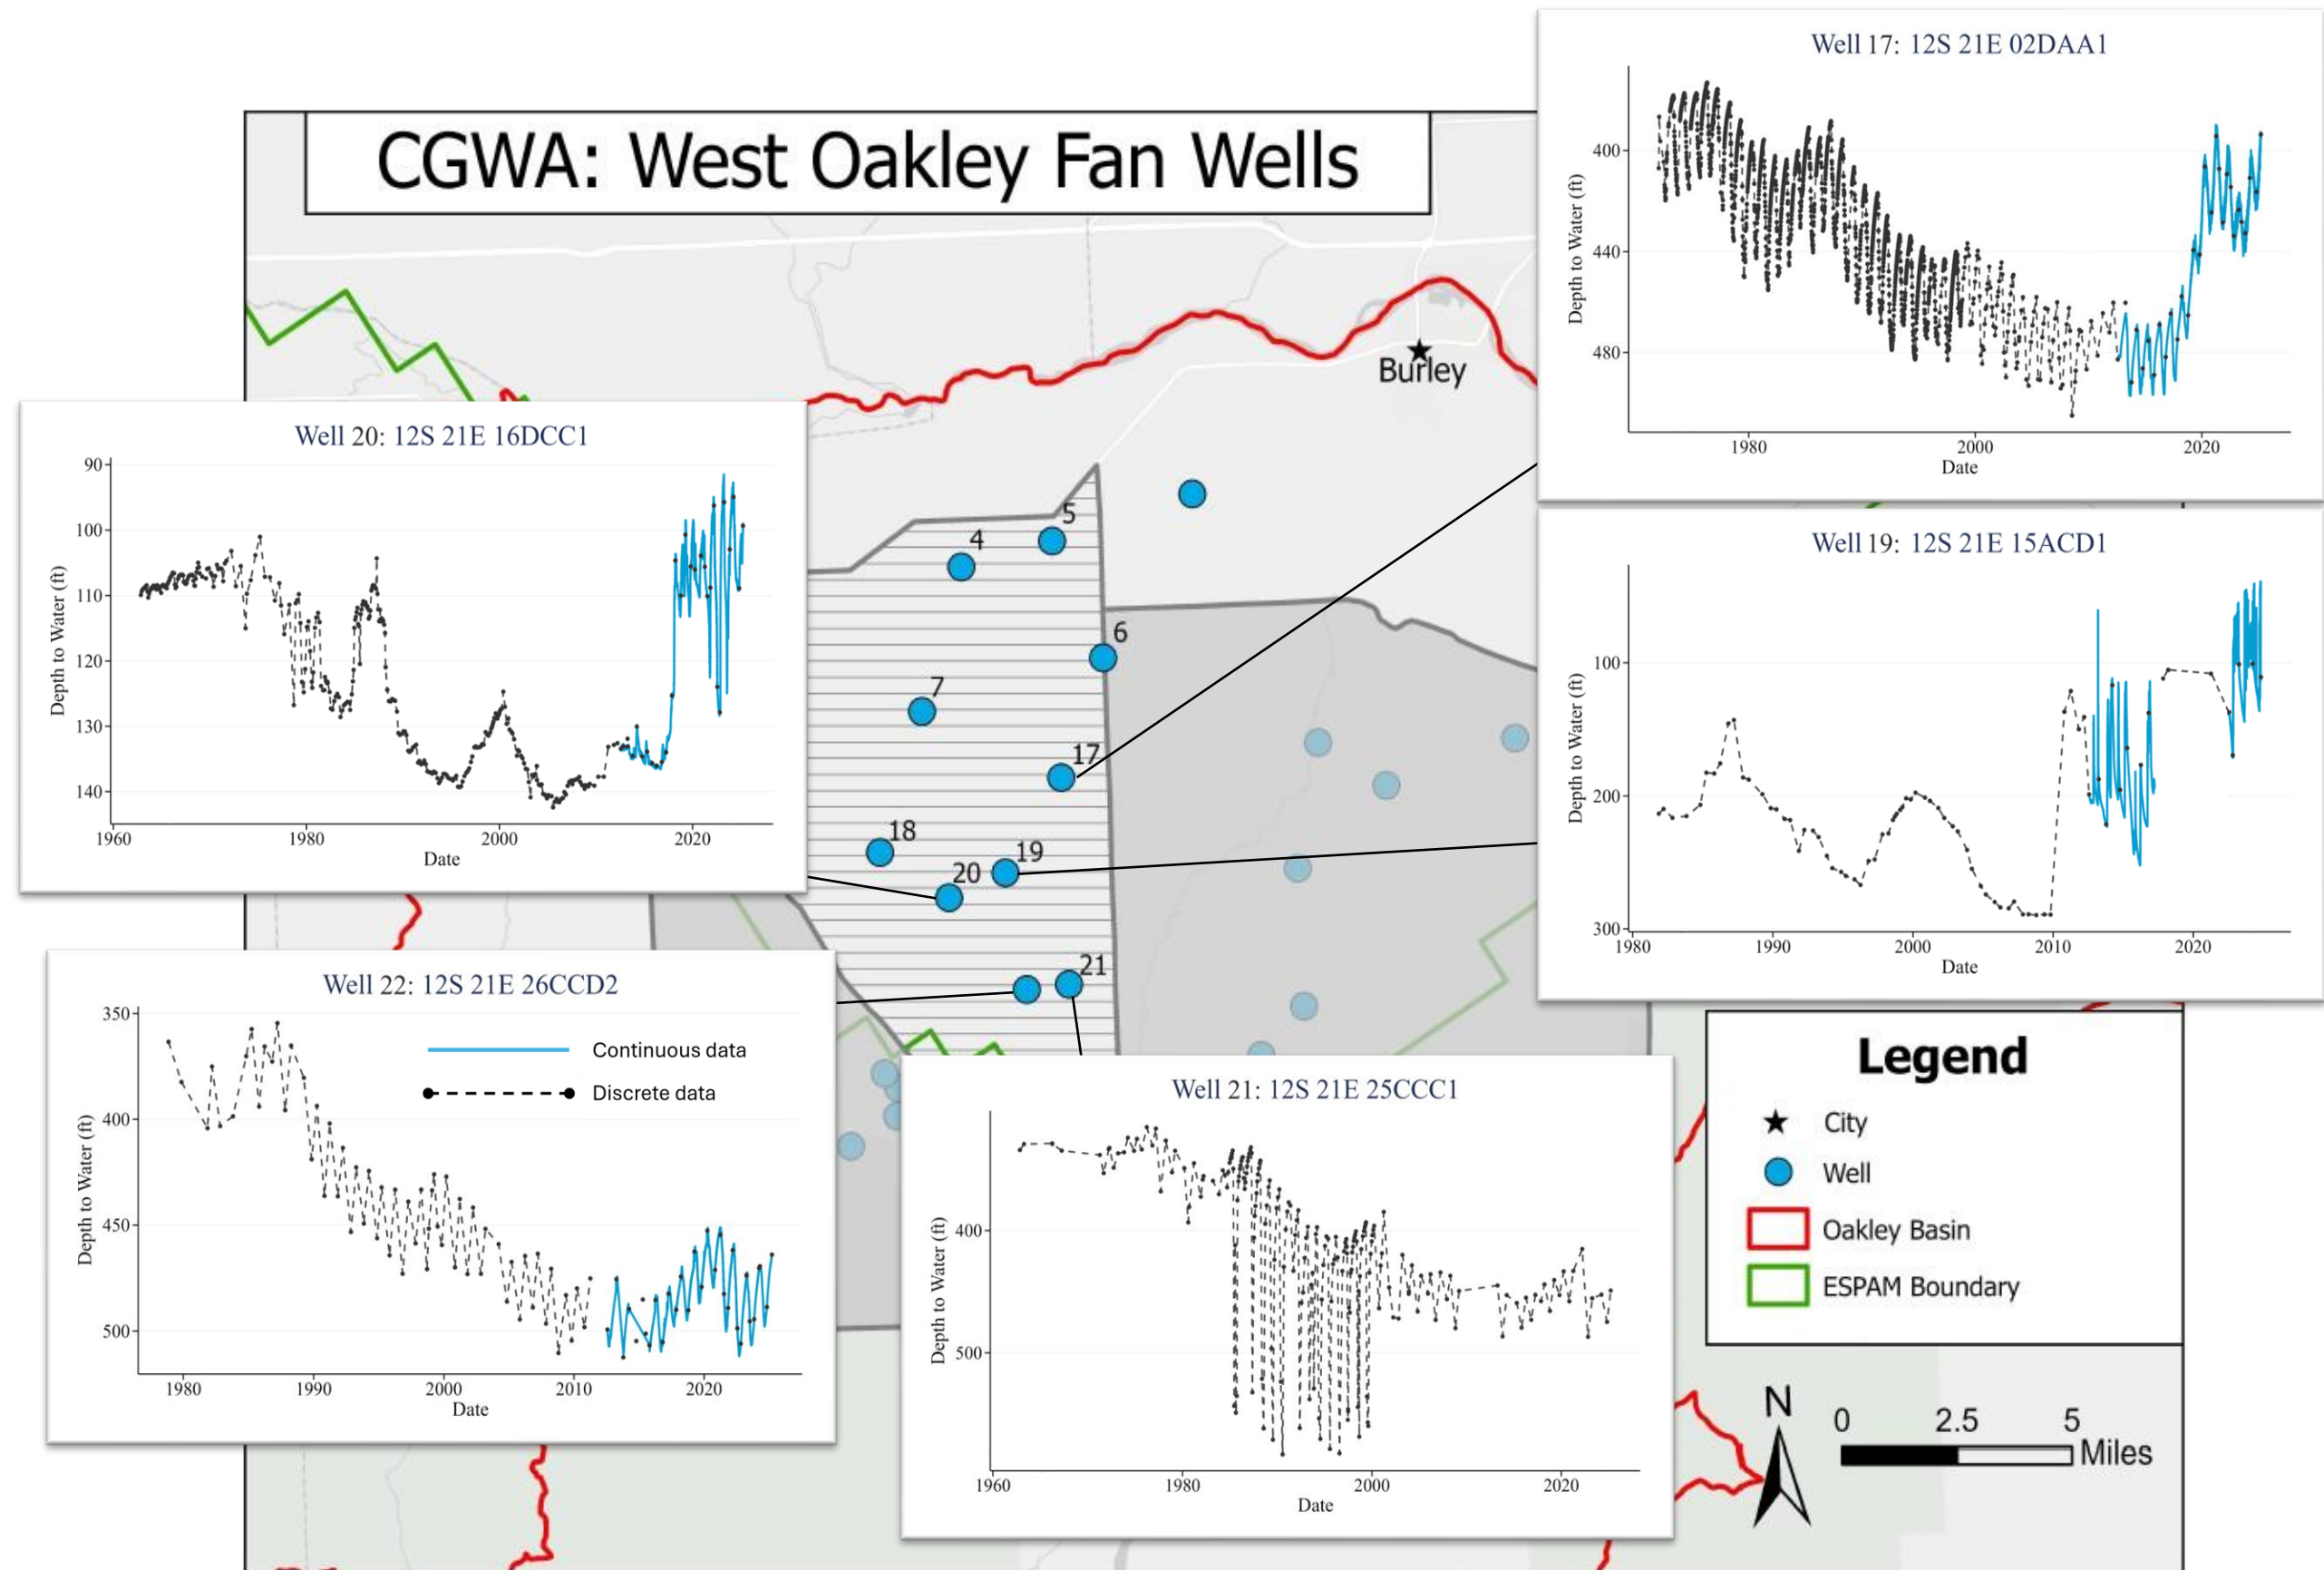 CGWA: West Oakley Fan Wells
Burley
4
5
6
7
17
18
19
20
21
Well 17: 12S 21E 02DAA1
Depth to Water (ft)
400
440
480
1980
2000
2020
Date
Well 20: 12S 21E 16DCC1
Depth to Water (ft)
90
100
110
120
130
140
1960
1980
2000
2020
Date
Well 19: 12S 21E 15ACD1
Depth to Water (ft)
100
200
300
1980
1990
2000
2010
2020
Date
Well 22: 12S 21E 26CCD2
Continuous data
Discrete data
Depth to Water (ft)
350
400
450
500
1980
1990
2000
2010
2020
Date
Well 21: 12S 21E 25CCC1
Depth to Water (ft)
400
500
1960
1980
2000
2020
Date
Legend
City
Well
Oakley Basin
ESPAM Boundary
N
0 2.5 5
Miles